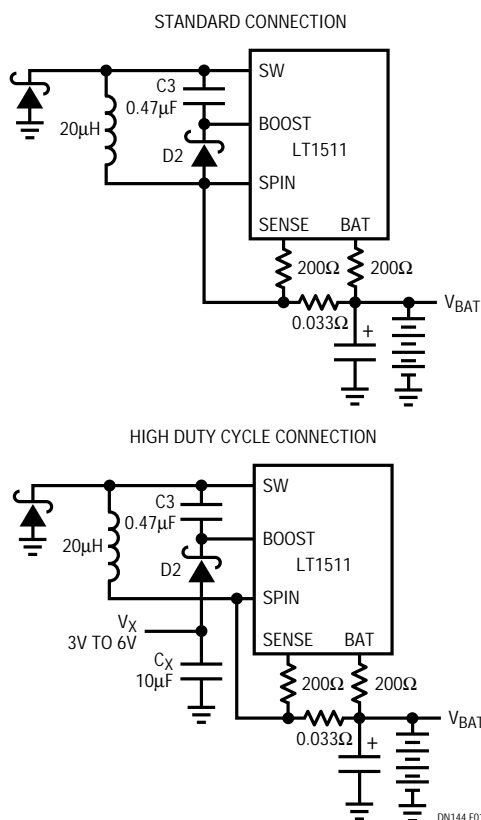 STANDARD CONNECTION
SW
C3
0.47µF
BOOST
20µH
LT1511
D2
SPIN
SENSE BAT
200Ω 200Ω
VBAT
0.033Ω
+
HIGH DUTY CYCLE CONNECTION
SW
C3
0.47µF
BOOST
20µH
LT1511
D2
SPIN
VX
3V TO 6V
SENSE BAT
CX
10µF
200Ω 200Ω
VBAT
0.033Ω
+